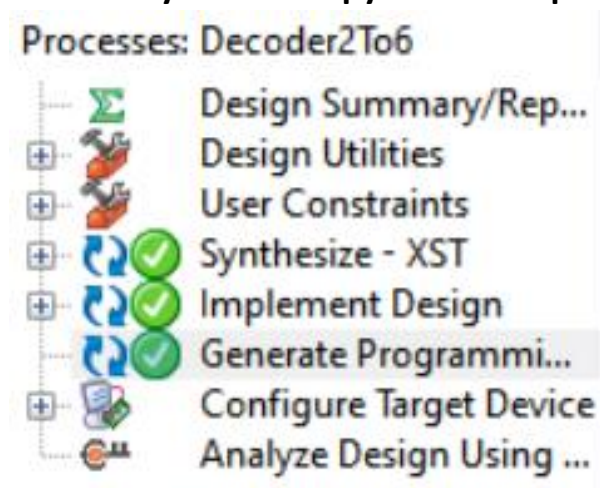 Processes: Decoder2To6
Design Summary/Rep...
Design Utilities
User Constraints
Synthesize - XST
Implement Design
Generate Programmi...
Configure Target Device
Analyze Design Using ...